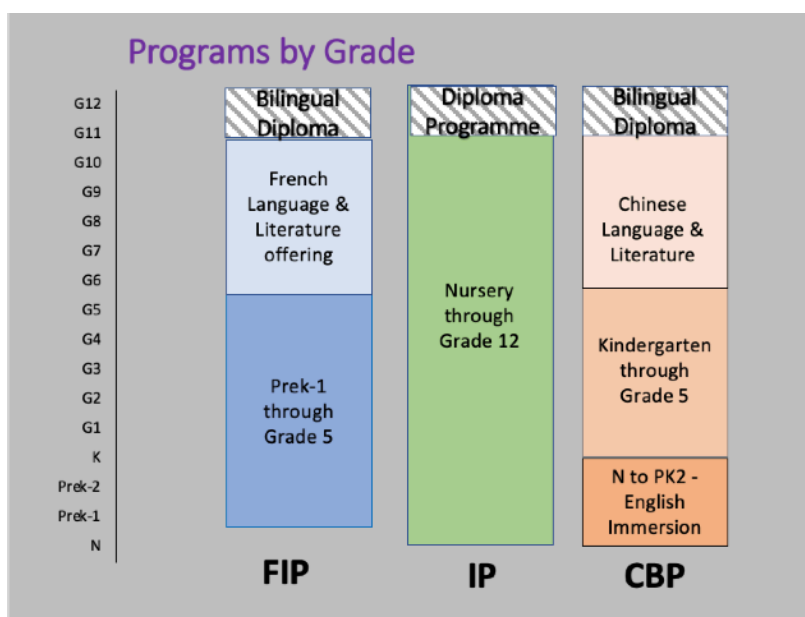 Programs by Grade
G12
G11
G10
G9
G8
G7
G6
G5
G4
G3
G2
G1
K
Prek-2
Prek-1
N
Bilingual
Diploma
French
Language &
Literature
offering
Prek-1
through
Grade 5
FIP
Diploma
Programme
Nursery
through
Grade 12
IP
Bilingual
Diploma
Chinese
Language &
Literature
Kindergarten
through
Grade 5
N to PK2 -
English
Immersion
CBP